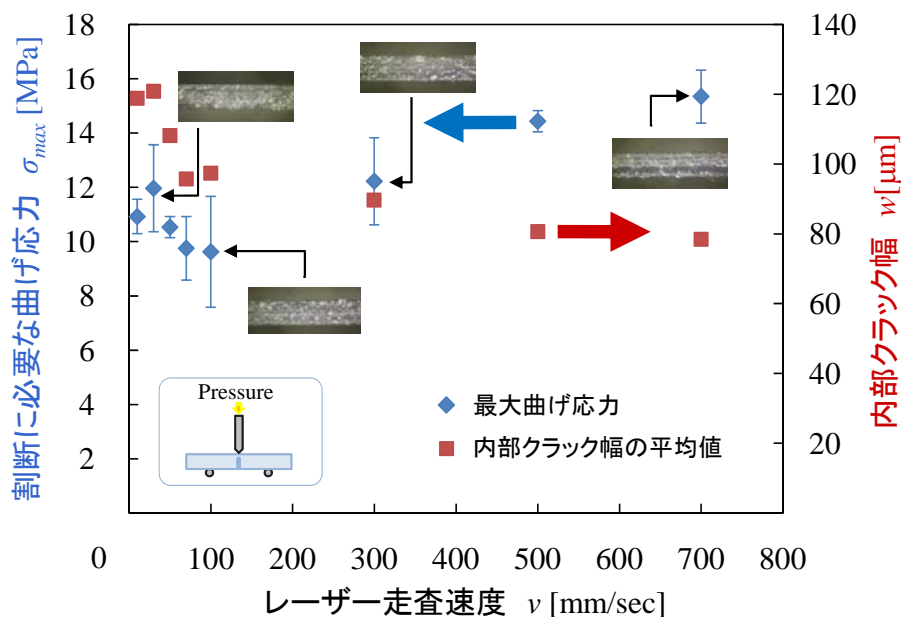 18
16
14
12
10
8
6
4
2
0
割断に必要な曲げ応力 σmax [MPa]
140
120
100
80
60
40
20
内部クラック幅 w[μm]
Pressure
最大曲げ応力
内部クラック幅の平均値
100 200 300 400 500 600 700 800
レーザー走査速度 v [mm/sec]